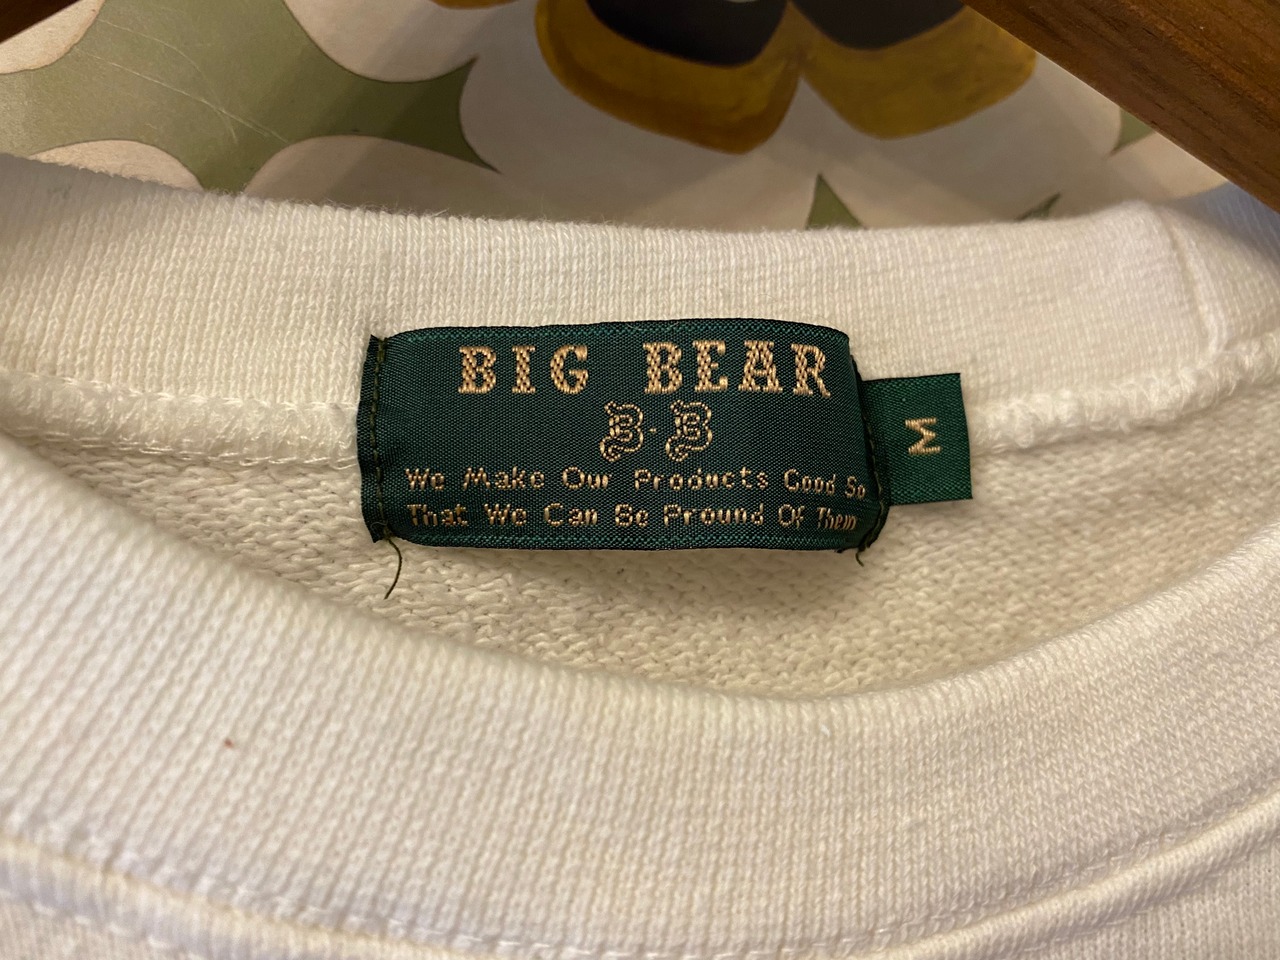 BIG BEAR
B·B
We Make Our Products Good So
That We Can Be Pround Of Them
M